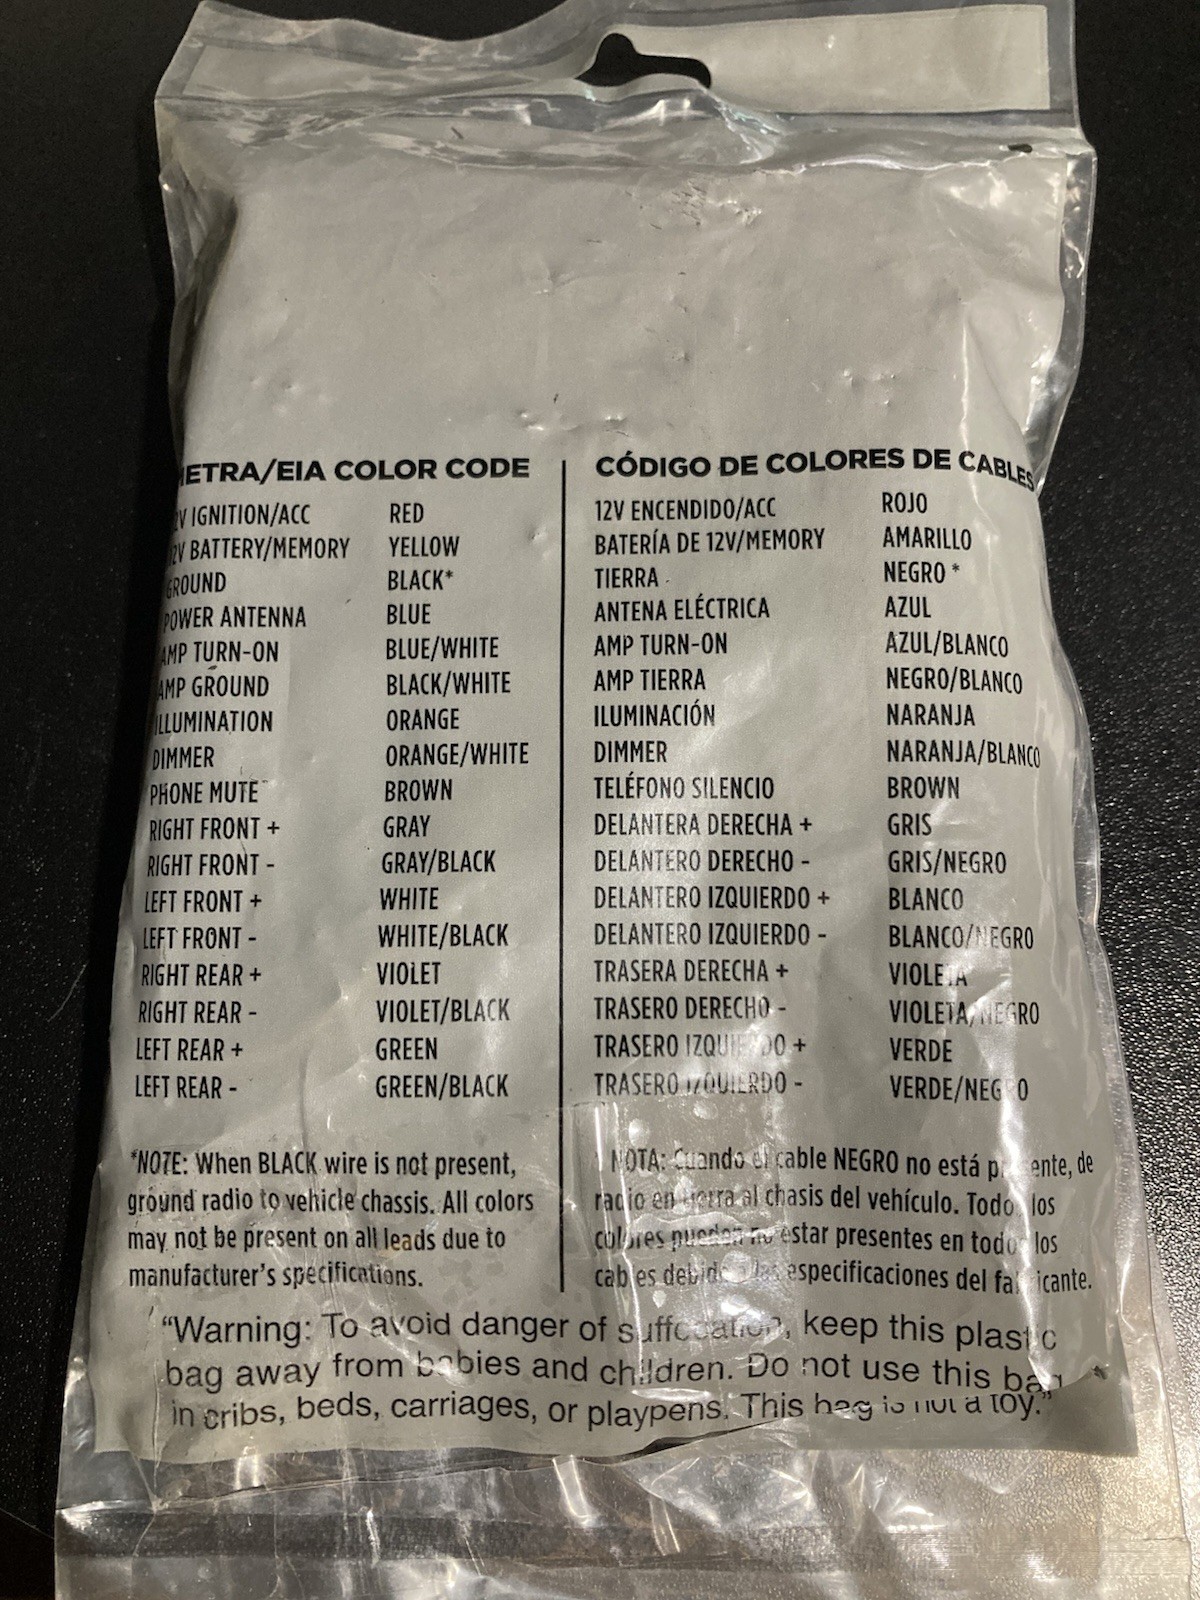 ETRA/EIA COLOR CODE
V IGNITION/ACC RED
2V BATTERY/MEMORY YELLOW
GROUND BLACK*
POWER ANTENNA BLUE
AMP TURN-ON BLUE/WHITE
AMP GROUND BLACK/WHITE
ILLUMINATION ORANGE
DIMMER ORANGE/WHITE
PHONE MUTE BROWN
RIGHT FRONT + GRAY
RIGHT FRONT - GRAY/BLACK
LEFT FRONT + WHITE
LEFT FRONT - WHITE/BLACK
RIGHT REAR + VIOLET
RIGHT REAR - VIOLET/BLACK
LEFT REAR + GREEN
LEFT REAR - GREEN/BLACK
*NOTE: When BLACK wire is not present,
ground radio to vehicle chassis. All colors
may not be present on all leads due to
manufacturer's specifications.
CÓDIGO DE COLORES DE CABLES
12V ENCENDIDO/ACC ROJO
BATERÍA DE 12V/MEMORY AMARILLO
TIERRA NEGRO *
ANTENA ELÉCTRICA AZUL
AMP TURN-ON AZUL/BLANCO
AMP TIERRA NEGRO/BLANCO
ILUMINACIÓN NARANJA
DIMMER NARANJA/BLANCO
TELÉFONO SILENCIO BROWN
DELANTERA DERECHA + GRIS
DELANTERO DERECHO - GRIS/NEGRO
DELANTERO IZQUIERDO + BLANCO
DELANTERO IZQUIERDO - BLANCO/NEGRO
TRASERA DERECHA + VIOLETA
TRASERO DERECHO - VIOLETA/NEGRO
TRASERO IZQUIERDO + VERDE
TRASERO IZQUIERDO - VERDE/NEGRO
NOTA: Cuando el cable NEGRO no está presente, de
radio en tierra al chasis del vehículo. Todos los
colores pueden no estar presentes en todos los
cables debido a las especificaciones del fabricante.
"Warning: To avoid danger of suffocation, keep this plastic
bag away from babies and children. Do not use this bag
in cribs, beds, carriages, or playpens. This bag is not a toy."